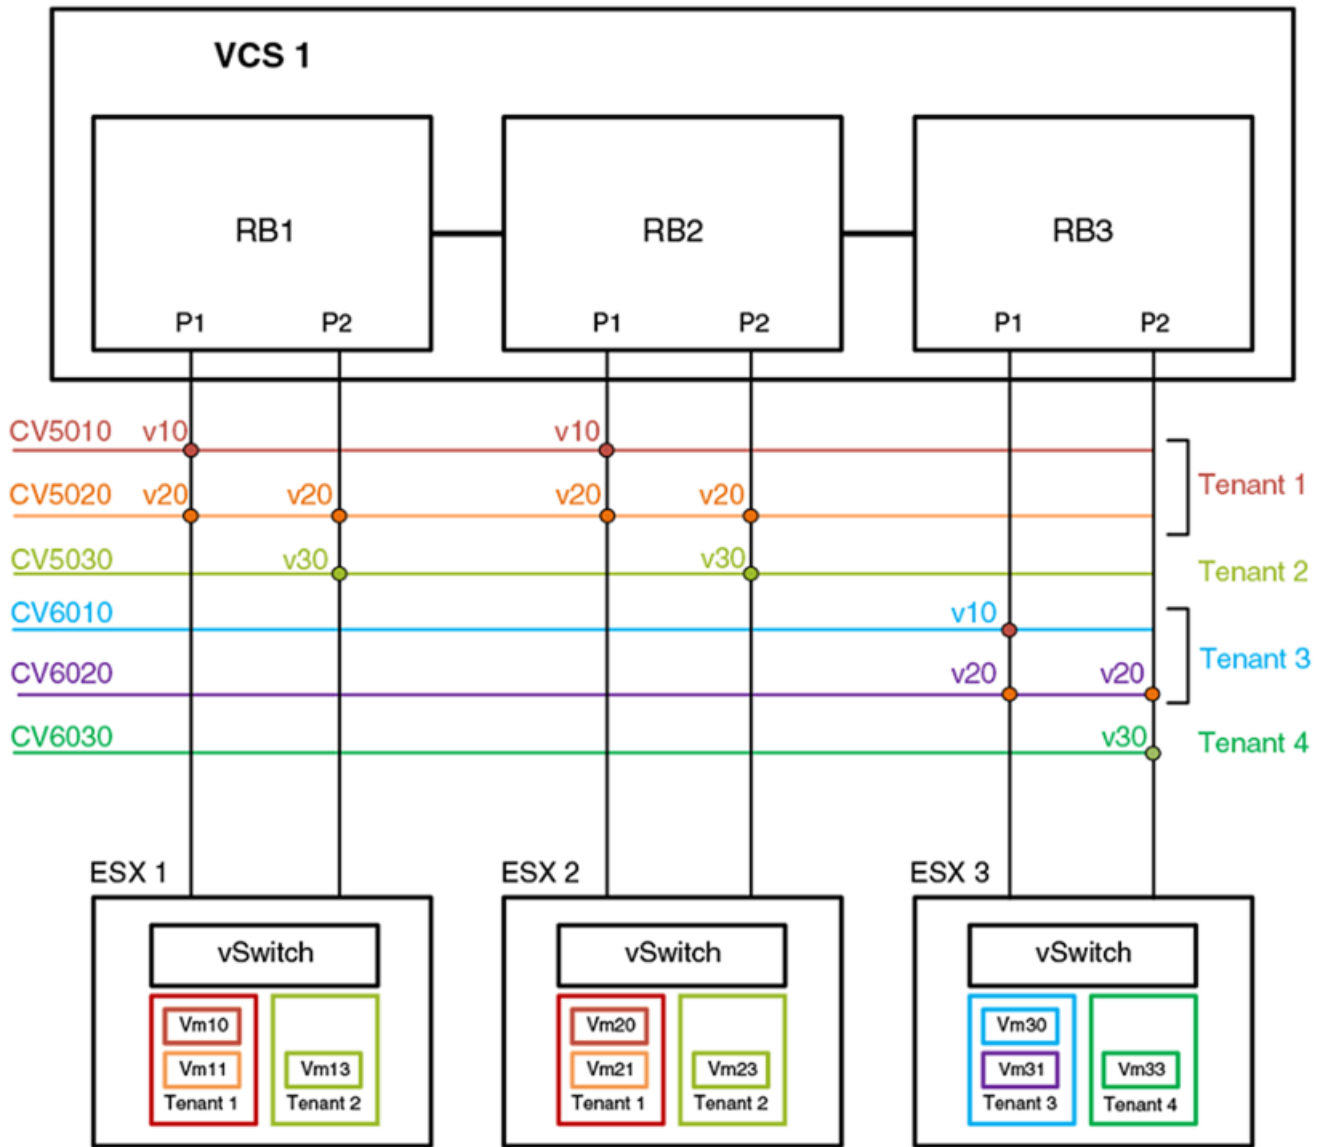 VCS 1
RB1 RB2 RB3
P1 P2 P1 P2 P1 P2
CV5010 v10 v10
Tenant 1
CV5020 v20 v20 v20 v20
CV5030 v30 v30 Tenant 2
CV6010 v10
Tenant 3
CV6020 v20 v20
CV6030 v30 Tenant 4
ESX 1 ESX 2 ESX 3
vSwitch vSwitch vSwitch
Vm10 Vm20 Vm30
Vm11 Vm13 Vm21 Vm23 Vm31 Vm33
Tenant 1 Tenant 2 Tenant 1 Tenant 2 Tenant 3 Tenant 4